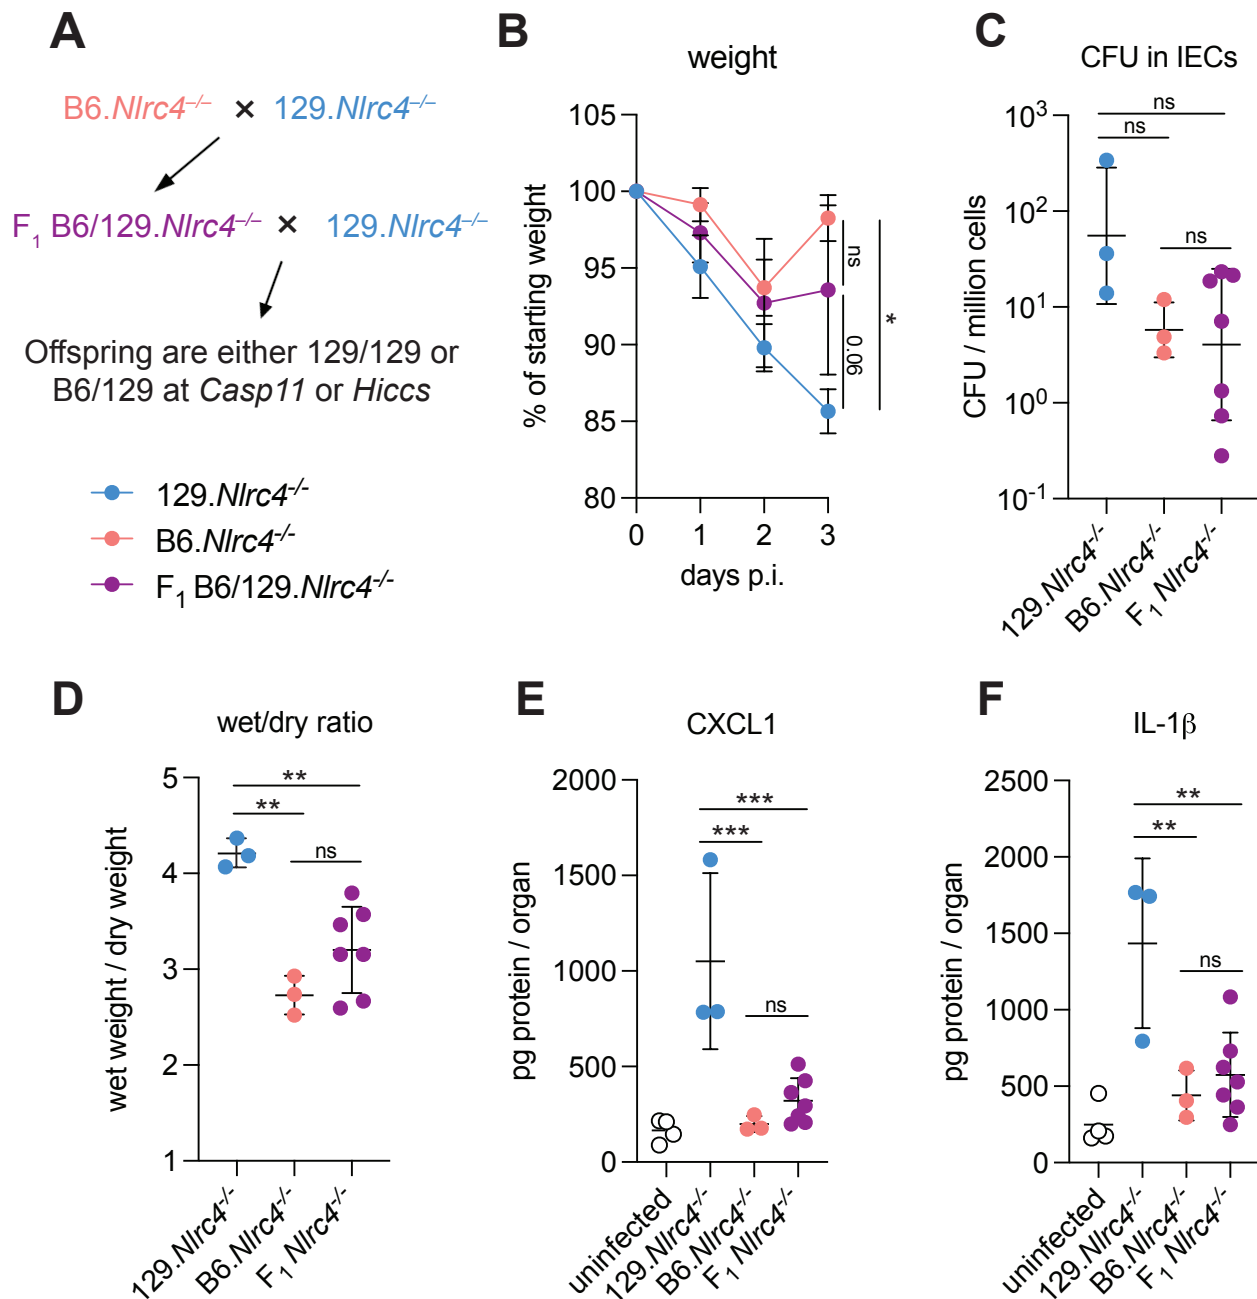 A
B6.Nlrc4–/– × 129.Nlrc4–/–
F1 B6/129.Nlrc4–/– × 129.Nlrc4–/–
Offspring are either 129/129 or
B6/129 at Casp11 or Hiccs
129.Nlrc4-/-
B6.Nlrc4-/-
F1 B6/129.Nlrc4-/-
B
weight
% of starting weight
105
100
95
90
85
80
0 1 2 3
days p.i.
ns
0.06
*
C
CFU in IECs
CFU / million cells
10³
10²
10¹
10⁰
10⁻¹
ns
ns
ns
129.Nlrc4-/-
B6.Nlrc4-/-
F1 Nlrc4-/-
D
wet/dry ratio
wet weight / dry weight
5
4
3
2
1
**
**
ns
129.Nlrc4-/-
B6.Nlrc4-/-
F1 Nlrc4-/-
E
CXCL1
pg protein / organ
2000
1500
1000
500
0
***
***
ns
uninfected
129.Nlrc4-/-
B6.Nlrc4-/-
F1 Nlrc4-/-
F
IL-1β
pg protein / organ
2500
2000
1500
1000
500
0
**
**
ns
uninfected
129.Nlrc4-/-
B6.Nlrc4-/-
F1 Nlrc4-/-